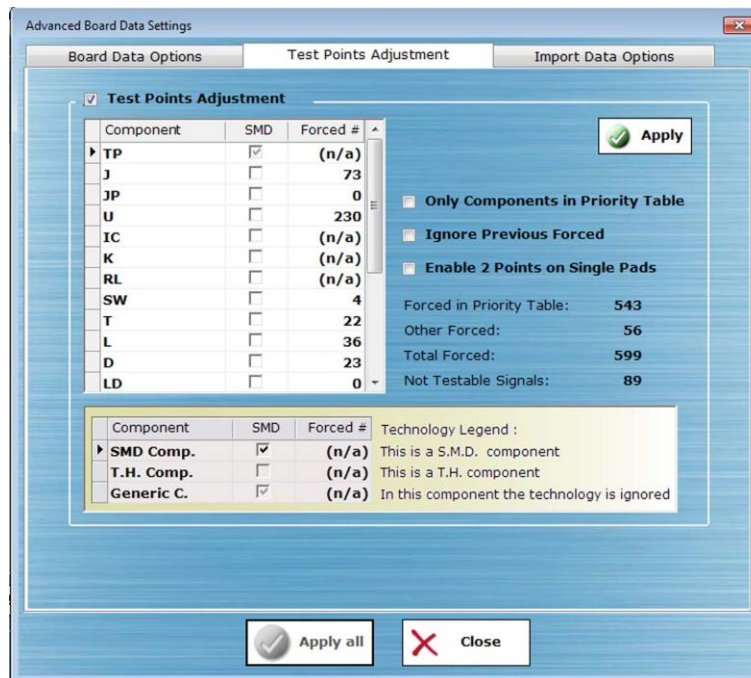 Advanced Board Data Settings
Board Data Options
Test Points Adjustment
Import Data Options
Test Points Adjustment
Component SMD Forced #
TP (n/a)
J 73
JP 0
U 230
IC (n/a)
K (n/a)
RL (n/a)
SW 4
T 22
L 36
D 23
LD 0
Apply
Only Components in Priority Table
Ignore Previous Forced
Enable 2 Points on Single Pads
Forced in Priority Table: 543
Other Forced: 56
Total Forced: 599
Not Testable Signals: 89
Component SMD Forced # Technology Legend :
SMD Comp. (n/a) This is a S.M.D. component
T.H. Comp. (n/a) This is a T.H. component
Generic C. (n/a) In this component the technology is ignored
Apply all
Close